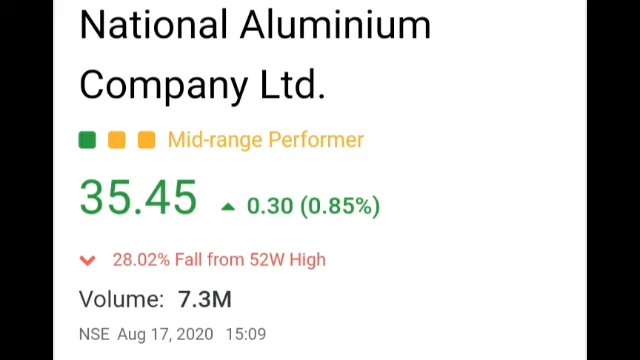 National Aluminium
Company Ltd.
Mid-range Performer
35.45 ▲ 0.30 (0.85%)
28.02% Fall from 52W High
Volume: 7.3M
NSE Aug 17, 2020 15:09